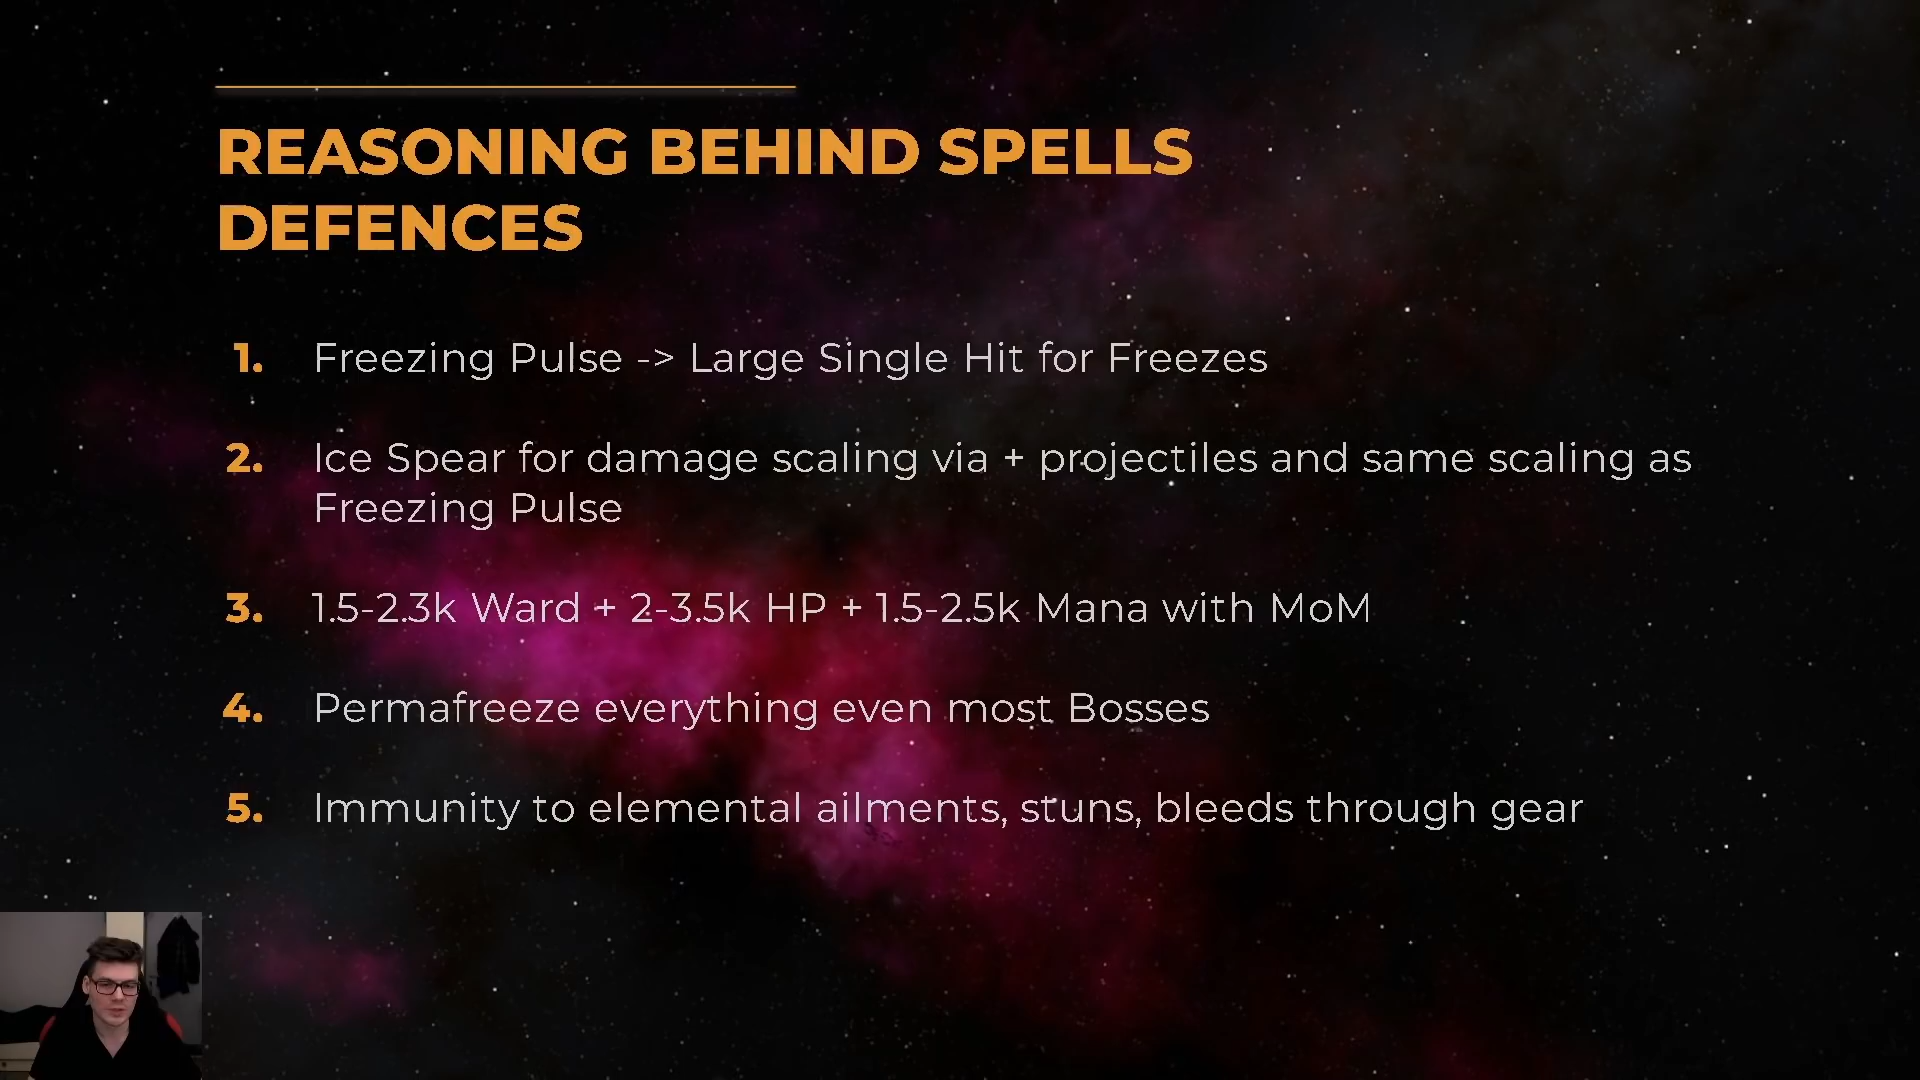 REASONING BEHIND SPELLS
DEFENCES
1. Freezing Pulse -> Large Single Hit for Freezes
2. Ice Spear for damage scaling via + projectiles and same scaling as
Freezing Pulse
3. 1.5-2.3k Ward + 2-3.5k HP + 1.5-2.5k Mana with MoM
4. Permafreeze everything even most Bosses
5. Immunity to elemental ailments, stuns, bleeds through gear